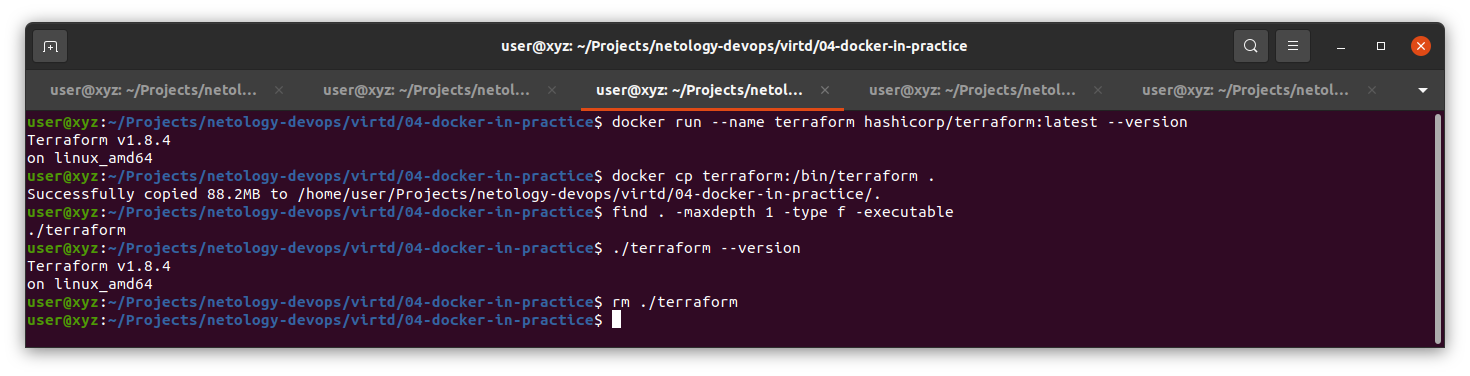 user@xyz: ~/Projects/netology-devops/virtd/04-docker-in-practice
user@xyz: ~/Projects/netol... × user@xyz: ~/Projects/netol... × user@xyz: ~/Projects/netol... × user@xyz: ~/Projects/netol... × user@xyz: ~/Projects/netol... ×
user@xyz:~/Projects/netology-devops/virtd/04-docker-in-practice$ docker run --name terraform hashicorp/terraform:latest --version
Terraform v1.8.4
on linux_amd64
user@xyz:~/Projects/netology-devops/virtd/04-docker-in-practice$ docker cp terraform:/bin/terraform .
Successfully copied 88.2MB to /home/user/Projects/netology-devops/virtd/04-docker-in-practice/.
user@xyz:~/Projects/netology-devops/virtd/04-docker-in-practice$ find . -maxdepth 1 -type f -executable
./terraform
user@xyz:~/Projects/netology-devops/virtd/04-docker-in-practice$ ./terraform --version
Terraform v1.8.4
on linux_amd64
user@xyz:~/Projects/netology-devops/virtd/04-docker-in-practice$ rm ./terraform
user@xyz:~/Projects/netology-devops/virtd/04-docker-in-practice$